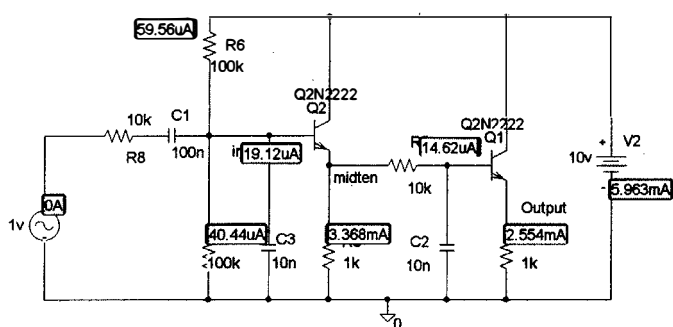 59.56uA
R6
100k
Q2N2222
Q2
Q2N2222
Q1
10k
C1
R8
100n
19.12uA
14.62uA
midten
10k
V2
10v
+
-
5.963mA
0A
1v
Output
40.44uA
C3
3.368mA
C2
2.554mA
100k
10n
1k
10n
1k
0